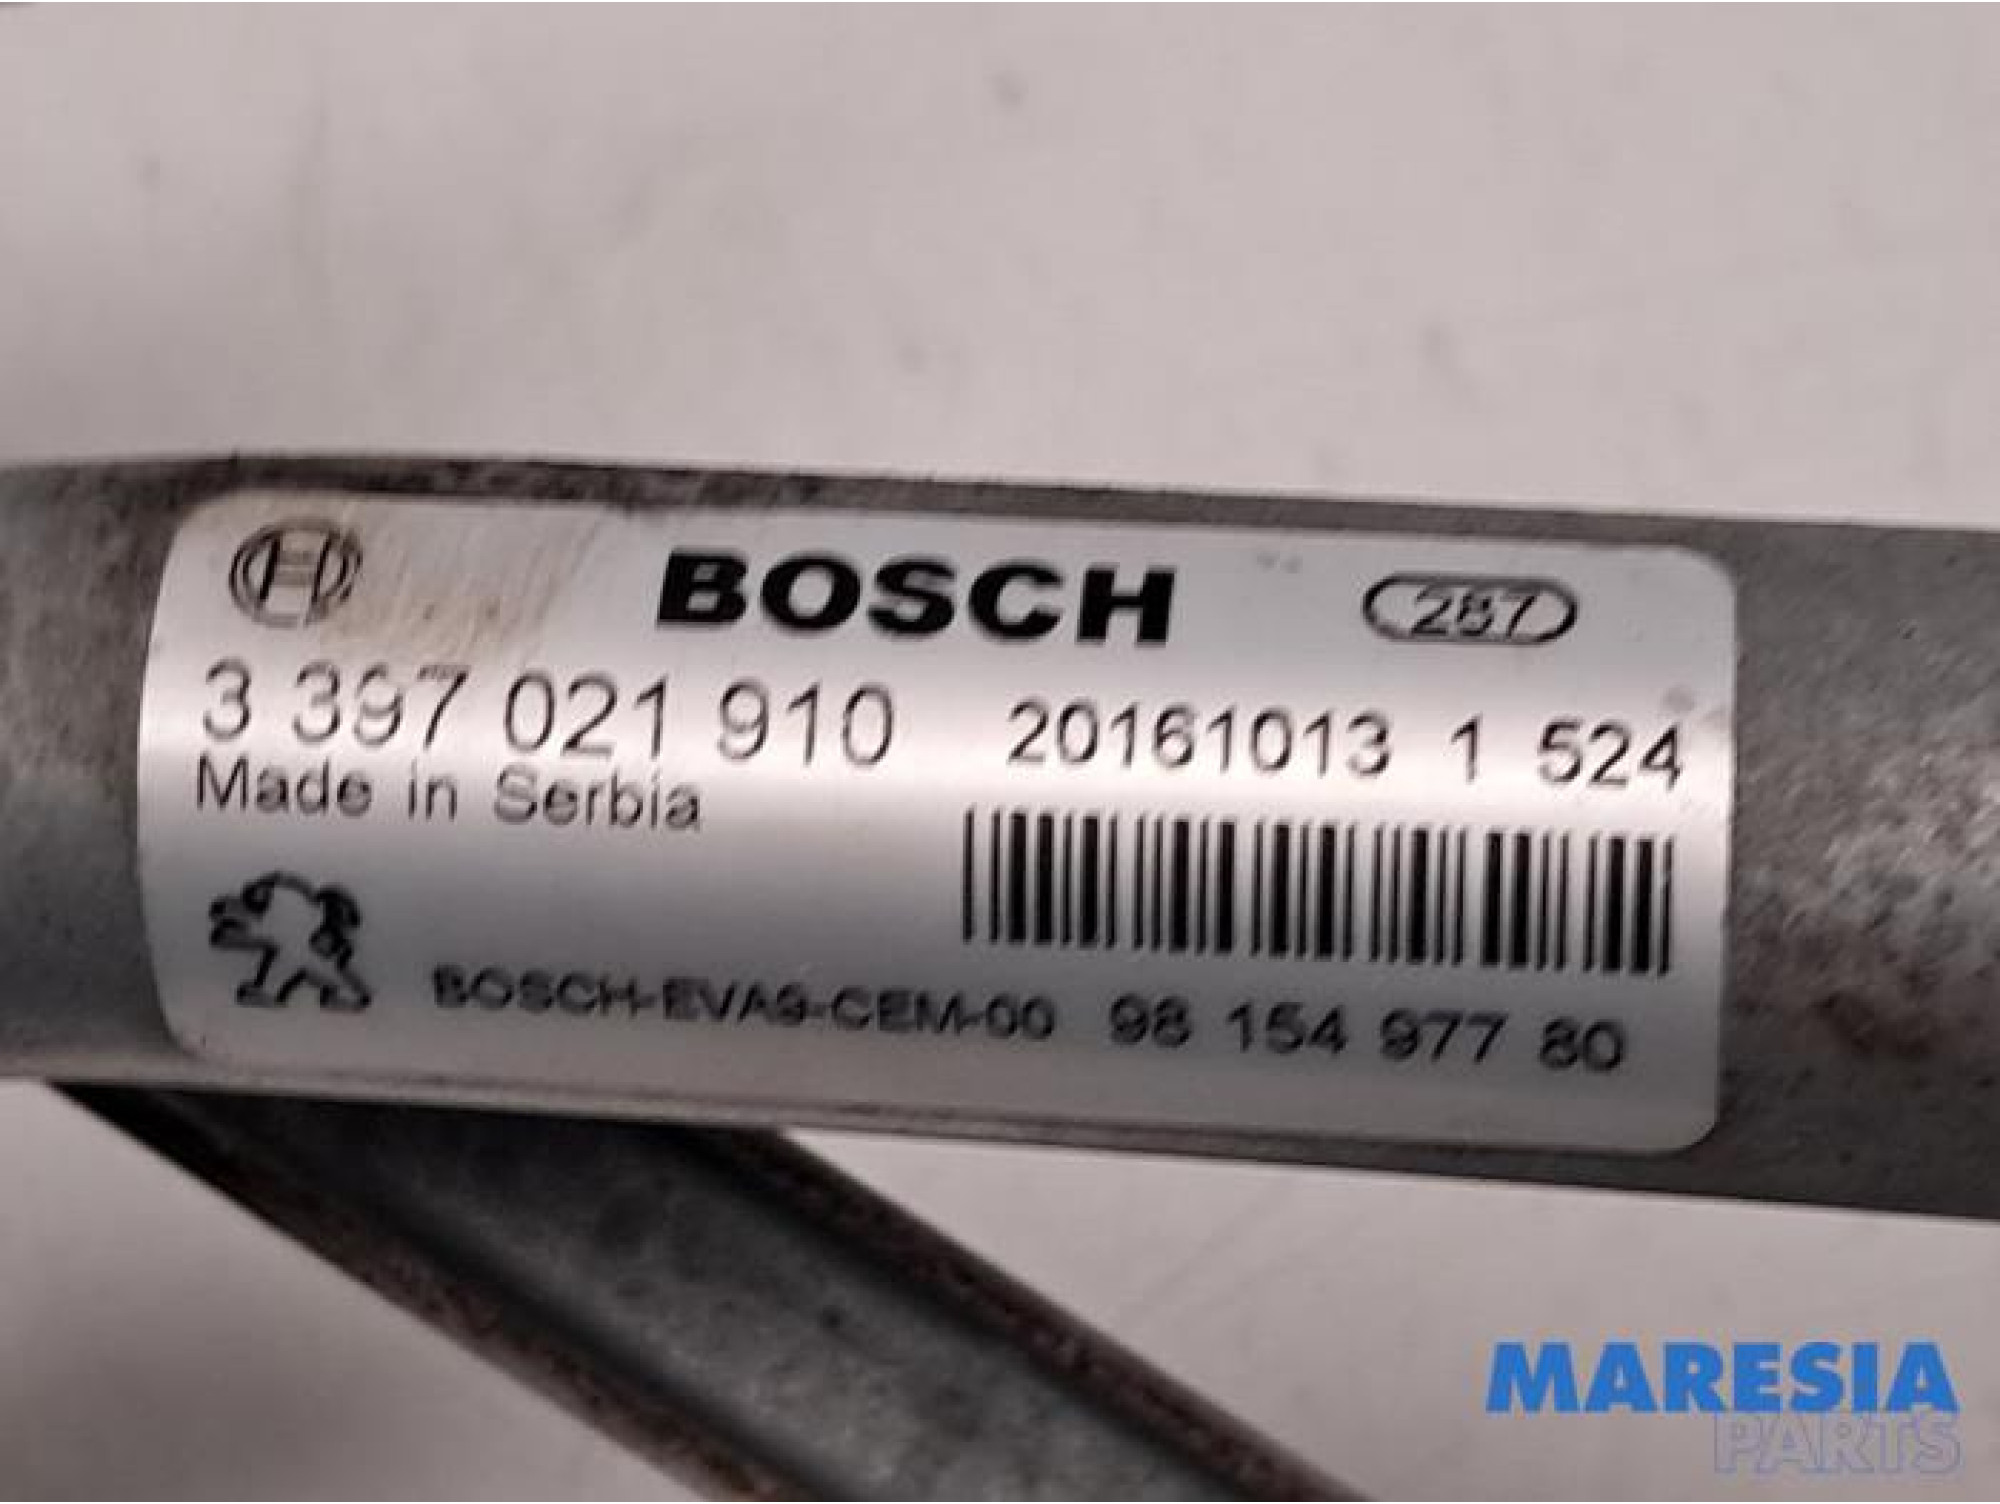 BOSCH 287
3 397 021 910 20161013 1 524
Made in Serbia
BOSCH-EVA9-CEM-00 98 154 977 80
MARESIA
PARTS